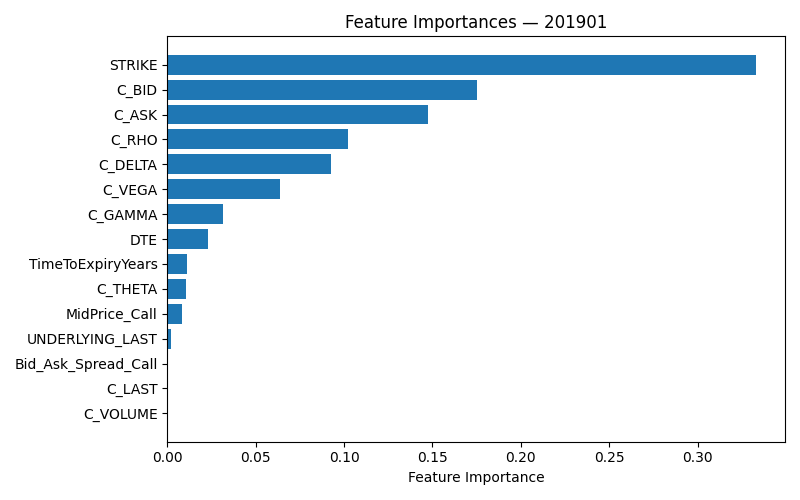 Feature Importances — 201901
STRIKE
C_BID
C_ASK
C_RHO
C_DELTA
C_VEGA
C_GAMMA
DTE
TimeToExpiryYears
C_THETA
MidPrice_Call
UNDERLYING_LAST
Bid_Ask_Spread_Call
C_LAST
C_VOLUME
0.00 0.05 0.10 0.15 0.20 0.25 0.30
Feature Importance